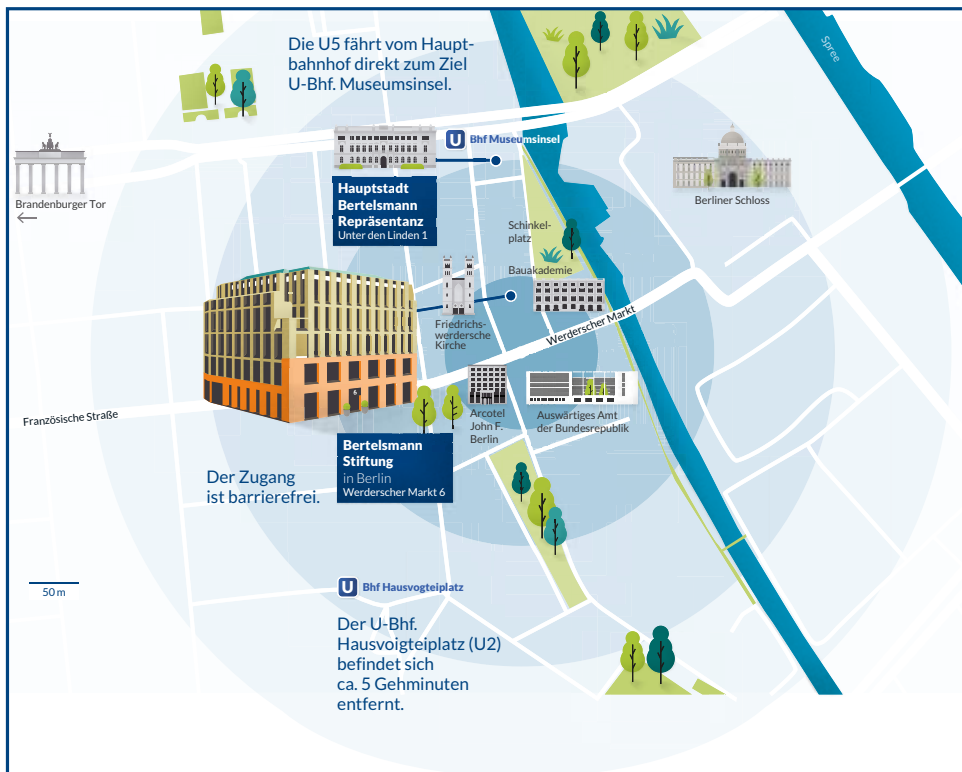 Die U5 fährt vom Haupt-
bahnhof direkt zum Ziel
U-Bhf. Museumsinsel.
Spree
U Bhf Museumsinsel
Brandenburger Tor
Hauptstadt
Bertelsmann
Repräsentanz
Unter den Linden 1
Berliner Schloss
Schinkel-
platz
Bauakademie
Friedrichs-
werdersche
Kirche
Werderscher Markt
6
Französische Straße
Arcotel
John F.
Berlin
Auswärtiges Amt
der Bundesrepublik
Bertelsmann
Stiftung
in Berlin
Werderscher Markt 6
Der Zugang
ist barrierefrei.
50 m
U Bhf Hausvogteiplatz
Der U-Bhf.
Hausvoigteiplatz (U2)
befindet sich
ca. 5 Gehminuten
entfernt.